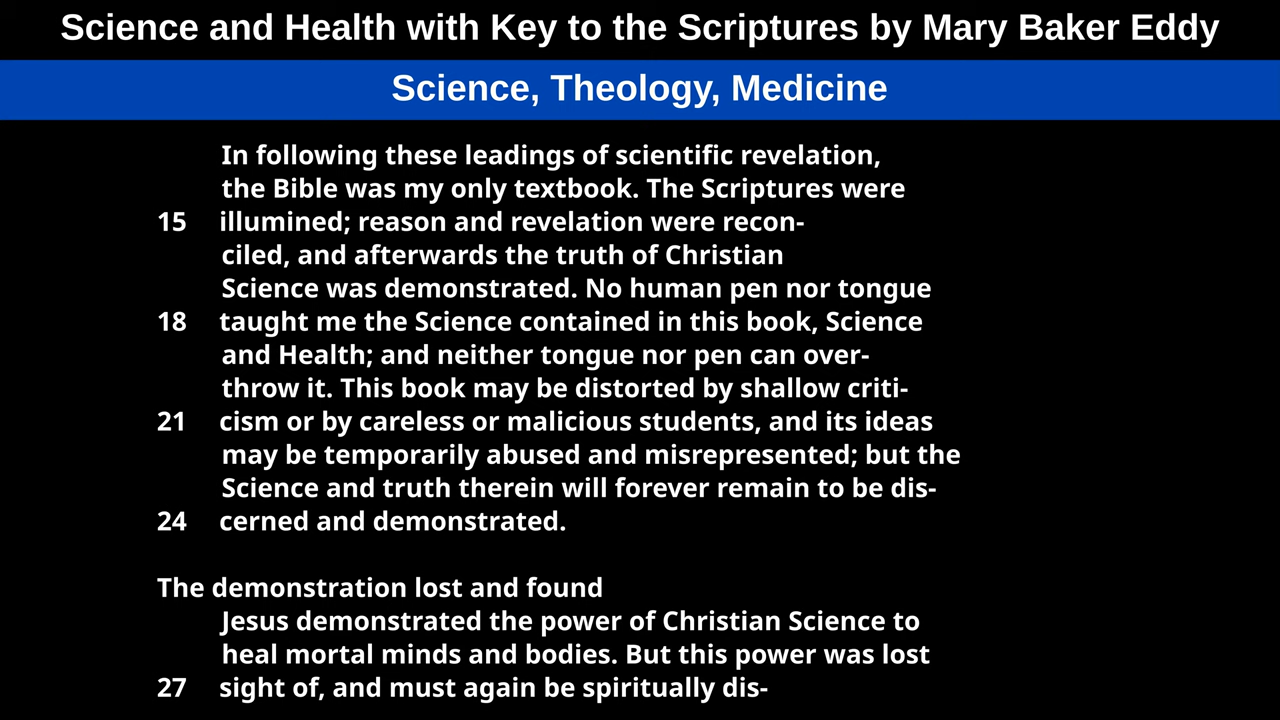 Science and Health with Key to the Scriptures by Mary Baker Eddy
Science, Theology, Medicine
In following these leadings of scientific revelation,
the Bible was my only textbook. The Scriptures were
15 illumined; reason and revelation were recon-
ciled, and afterwards the truth of Christian
Science was demonstrated. No human pen nor tongue
18 taught me the Science contained in this book, Science
and Health; and neither tongue nor pen can over-
throw it. This book may be distorted by shallow criti-
21 cism or by careless or malicious students, and its ideas
may be temporarily abused and misrepresented; but the
Science and truth therein will forever remain to be dis-
24 cerned and demonstrated.
The demonstration lost and found
Jesus demonstrated the power of Christian Science to
heal mortal minds and bodies. But this power was lost
27 sight of, and must again be spiritually dis-